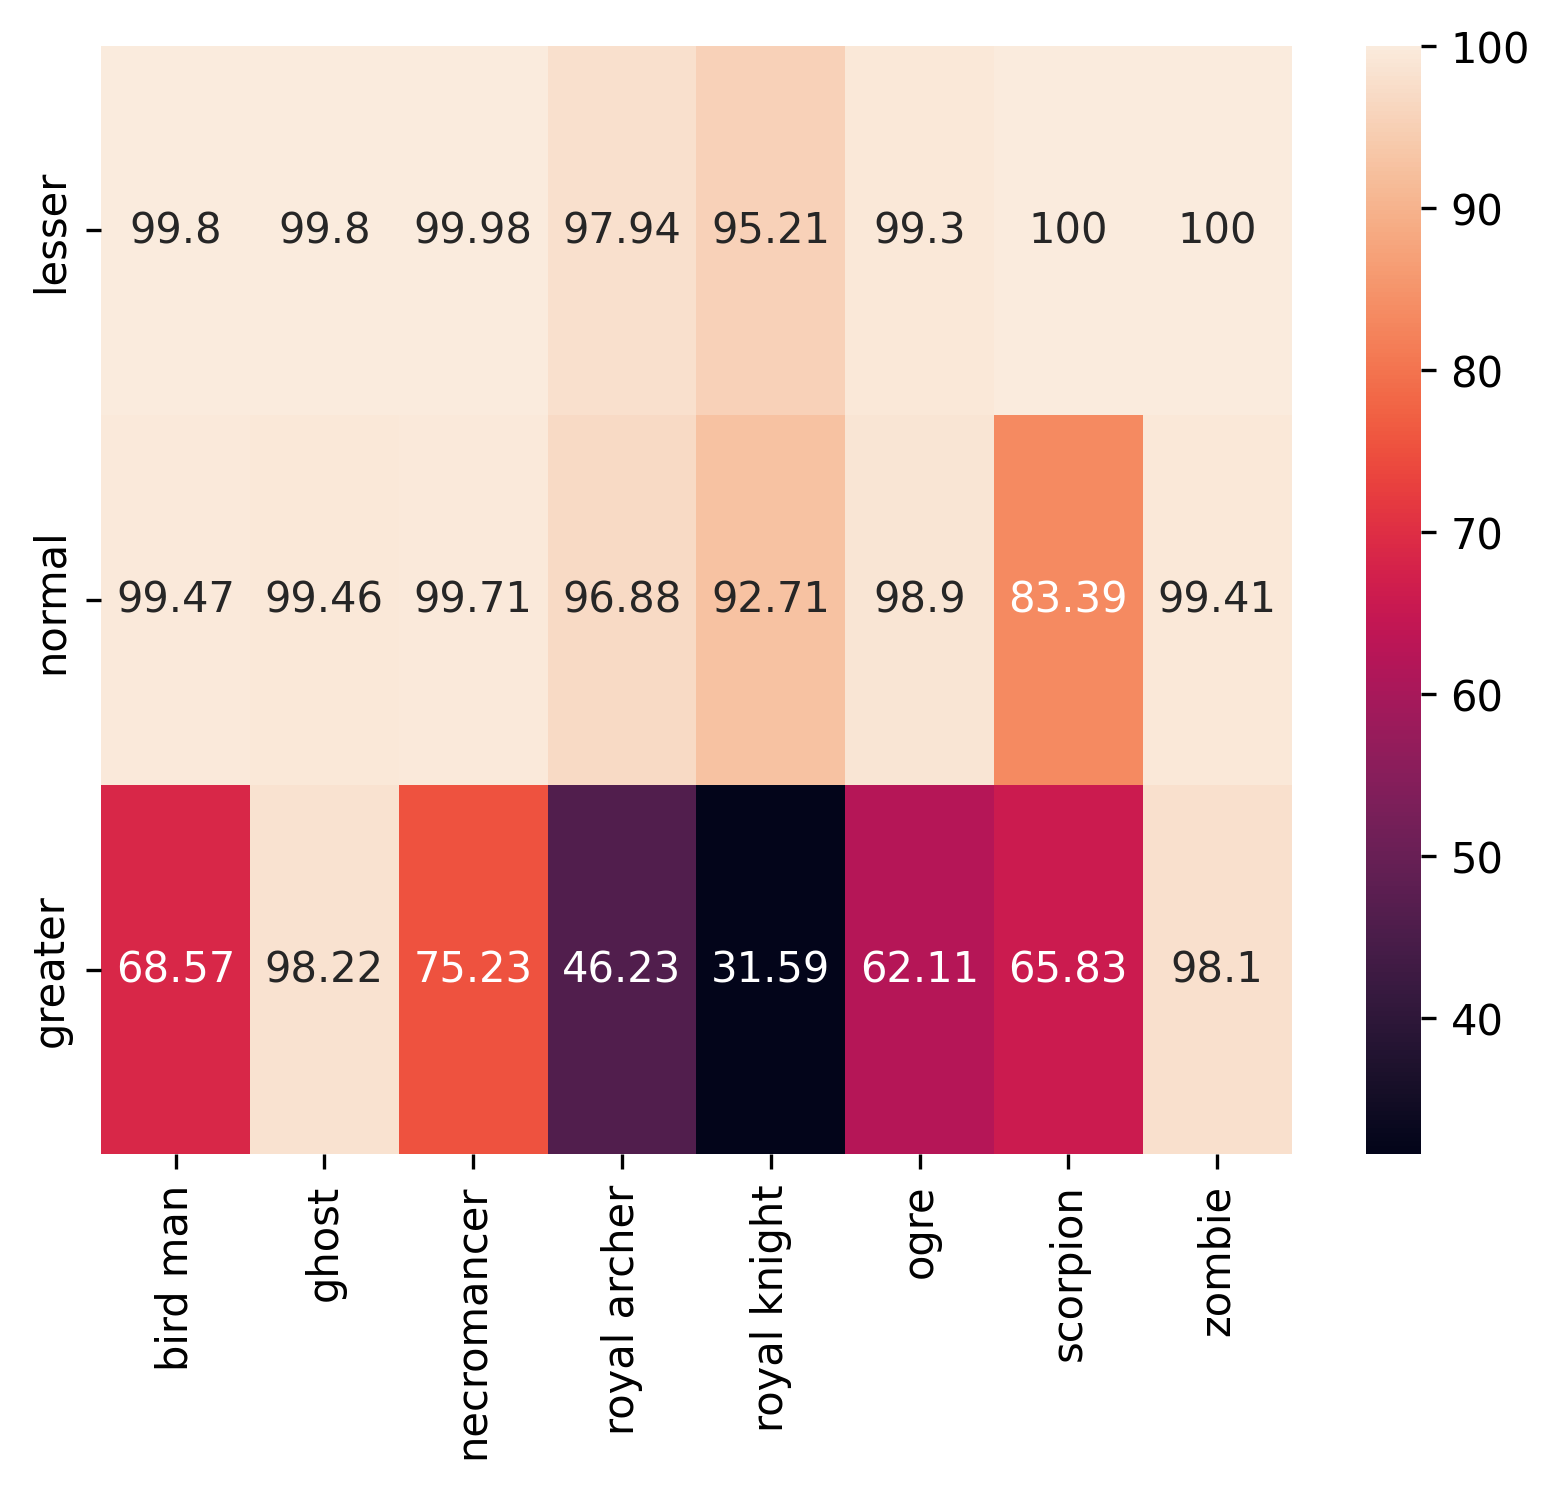 100
90
80
70
60
50
40
lesser
99.8 99.8 99.98 97.94 95.21 99.3 100 100
normal
99.47 99.46 99.71 96.88 92.71 98.9 83.39 99.41
greater
68.57 98.22 75.23 46.23 31.59 62.11 65.83 98.1
bird man
ghost
necromancer
royal archer
royal knight
ogre
scorpion
zombie